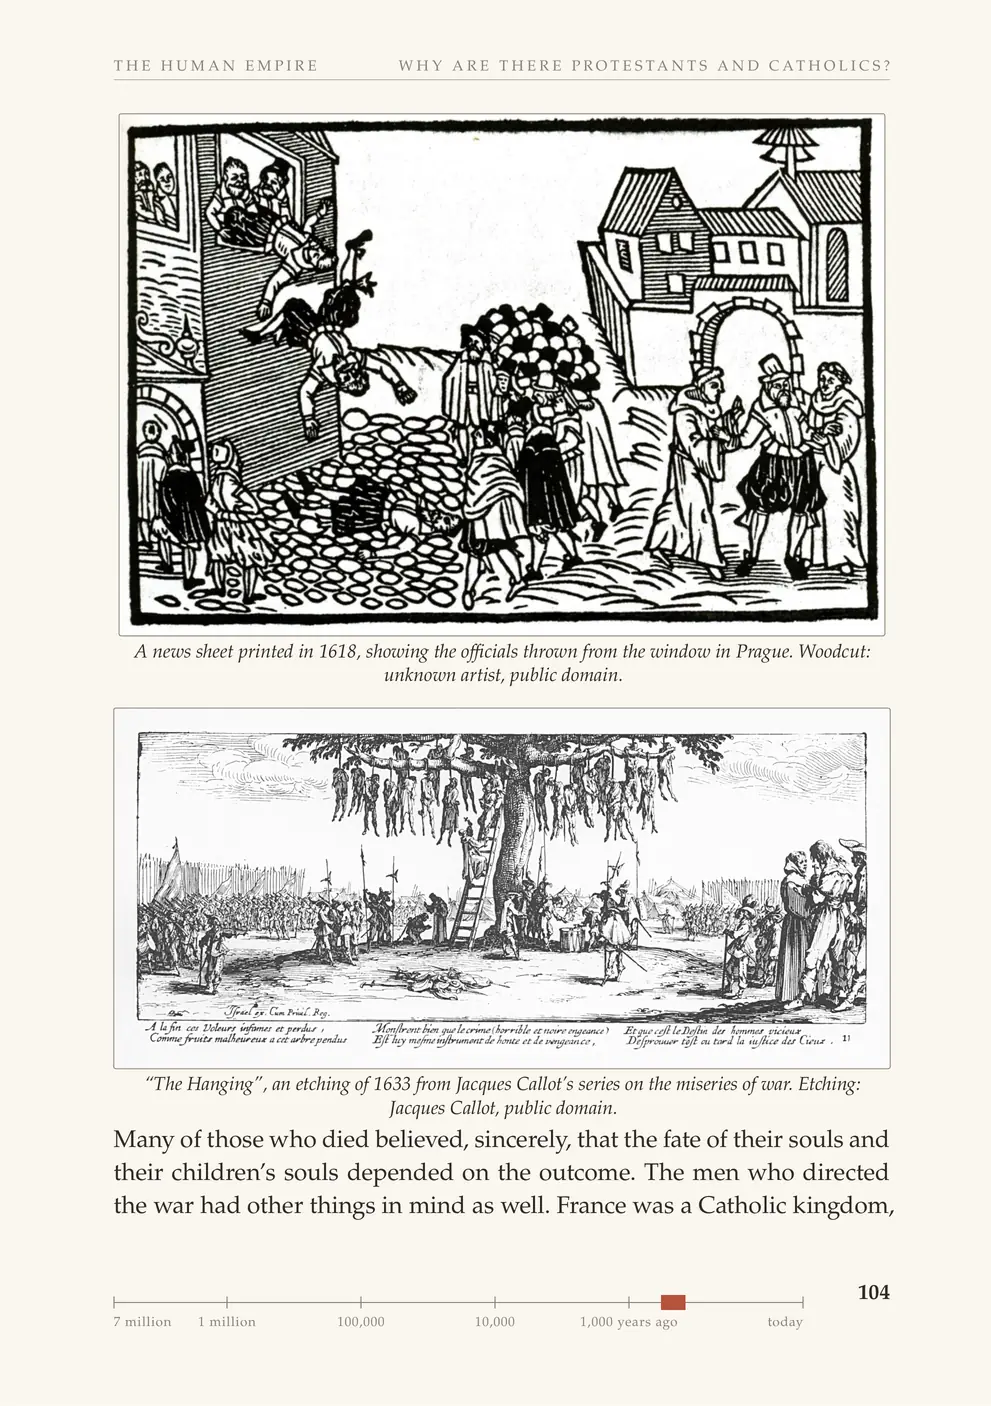 THE HUMAN EMPIRE
WHY ARE THERE PROTESTANTS AND CATHOLICS?
A news sheet printed in 1618, showing the officials thrown from the window in Prague. Woodcut:
unknown artist, public domain.
Israel ex. Cum Privil. Reg.
A la fin ces Voleurs infames et perdus,
Comme fruits malheureux a cet arbre pendus
Monstrent bien que le crime (horrible et noire engeance)
Est luy mesme instrument de honte et de vengeance,
Et que cest le Destin des hommes vicieux
Desprouver tost ou tard la iustice des Cieux. 11
“The Hanging”, an etching of 1633 from Jacques Callot’s series on the miseries of war. Etching:
Jacques Callot, public domain.
Many of those who died believed, sincerely, that the fate of their souls and
their children’s souls depended on the outcome. The men who directed
the war had other things in mind as well. France was a Catholic kingdom,
104
7 million 1 million 100,000 10,000 1,000 years ago today